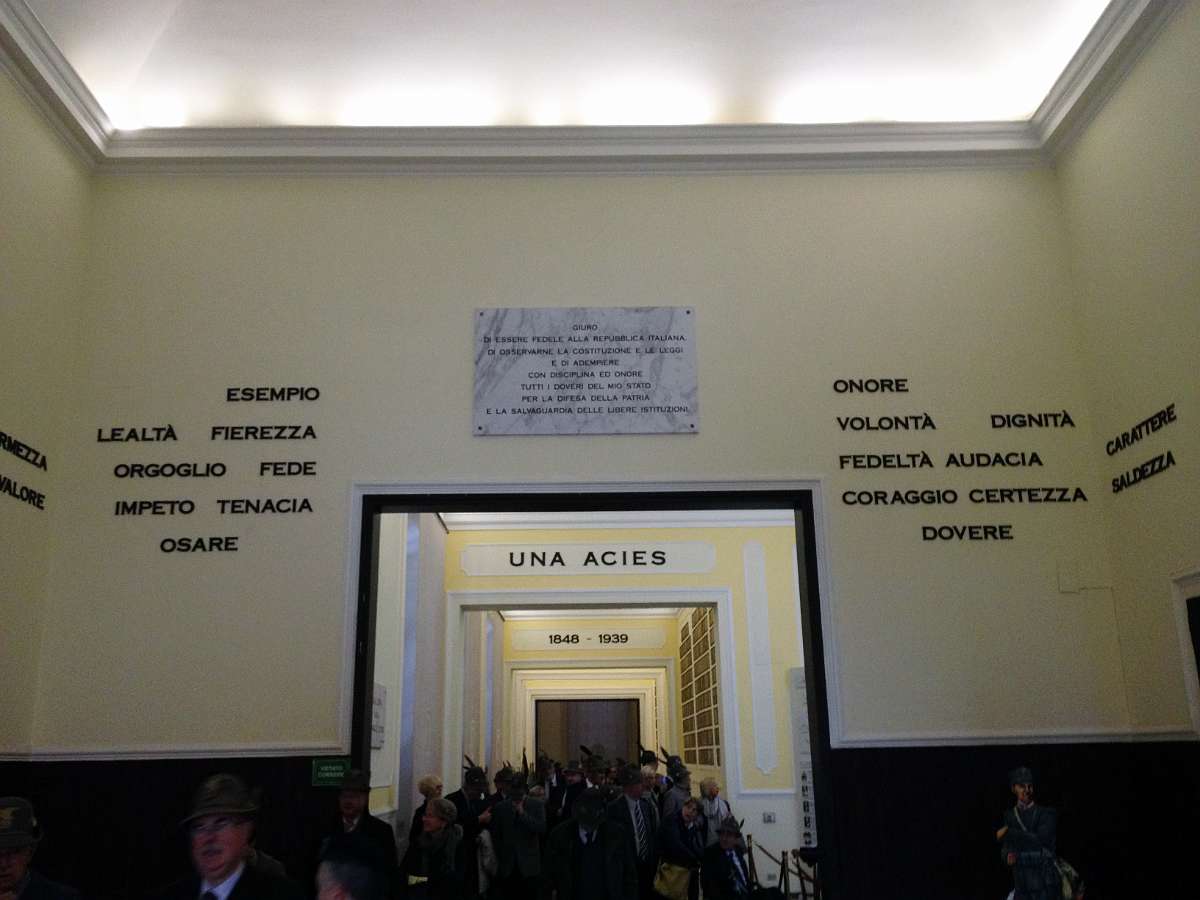 GIURO
DI ESSERE FEDELE ALLA REPUBBLICA ITALIANA,
DI OSSERVARNE LA COSTITUZIONE E LE LEGGI
E DI ADEMPIERE
CON DISCIPLINA ED ONORE
TUTTI I DOVERI DEL MIO STATO
PER LA DIFESA DELLA PATRIA
E LA SALVAGUARDIA DELLE LIBERE ISTITUZIONI.
VALORE
ESEMPIO
LEALTÀ FIEREZZA
ORGOGLIO FEDE
IMPETO TENACIA
OSARE
ONORE
VOLONTÀ DIGNITÀ
FEDELTÀ AUDACIA
CORAGGIO CERTEZZA
DOVERE
CARATTERE
SALDEZZA
UNA ACIES
1848 - 1939
VIETATO
CORRERE